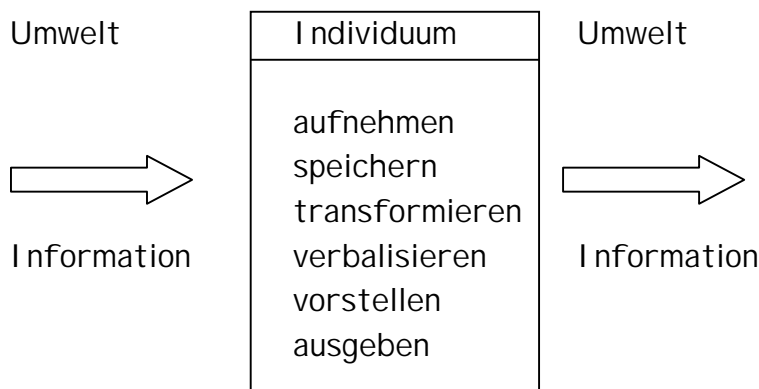 Umwelt Individuum Umwelt
aufnehmen
speichern
transformieren
Information verbalisieren Information
vorstellen
ausgeben